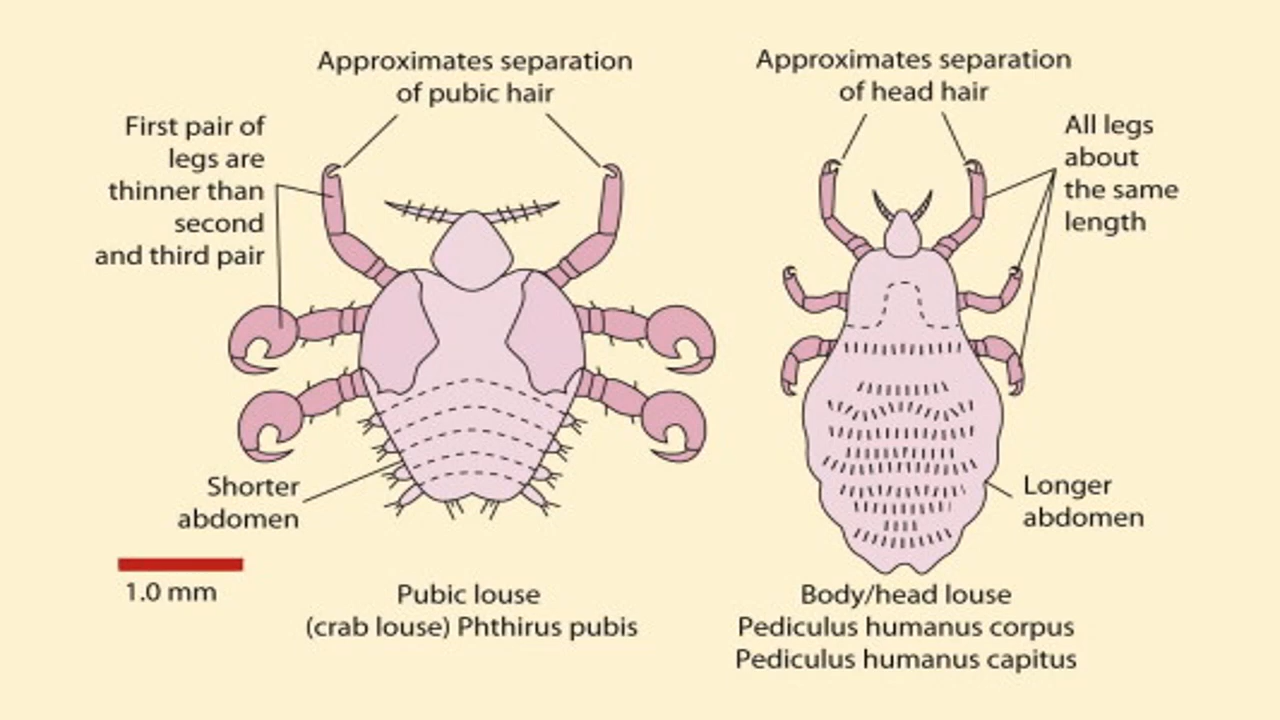 Approximates separation
of pubic hair
First pair of
legs are
thinner than
second
and third pair
Shorter
abdomen
1.0 mm
Pubic louse
(crab louse) Phthirus pubis
Approximates separation
of head hair
All legs
about
the same
length
Longer
abdomen
Body/head louse
Pediculus humanus corpus
Pediculus humanus capitus